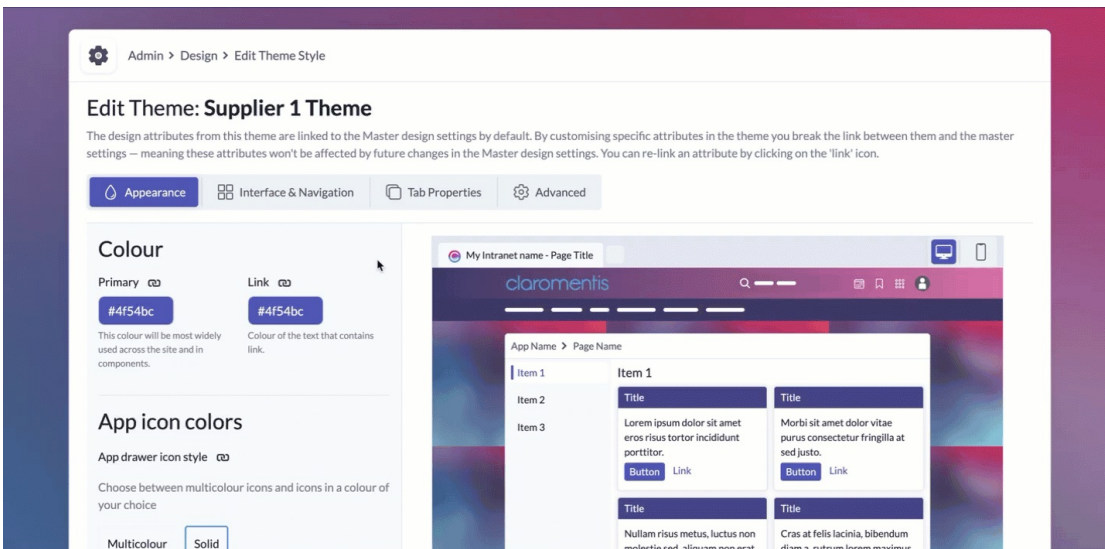 Admin > Design > Edit Theme Style
Edit Theme: Supplier 1 Theme
The design attributes from this theme are linked to the Master design settings by default. By customising specific attributes in the theme you break the link between them and the master
settings — meaning these attributes won't be affected by future changes in the Master design settings. You can re-link an attribute by clicking on the 'link' icon.
Appearance
Interface & Navigation
Tab Properties
Advanced
Colour
Primary
Link
#4f54bc
#4f54bc
This colour will be most widely
used across the site and in
components.
Colour of the text that contains
link.
App icon colors
App drawer icon style
Choose between multicolour icons and icons in a colour of
your choice
Multicolour
Solid
My Intranet name - Page Title
claromentis
App Name > Page Name
Item 1
Item 2
Item 3
Item 1
Title
Lorem ipsum dolor sit amet
eros risus tortor incididunt
porttitor.
Button Link
Title
Morbi sit amet dolor vitae
purus consectetur fringilla at
sed justo.
Button Link
Title
Nullam risus metus, luctus non
molestie sed, aliquam non erat
Title
Cras at felis lacinia, bibendum
diam a, rutrum lorem maximus